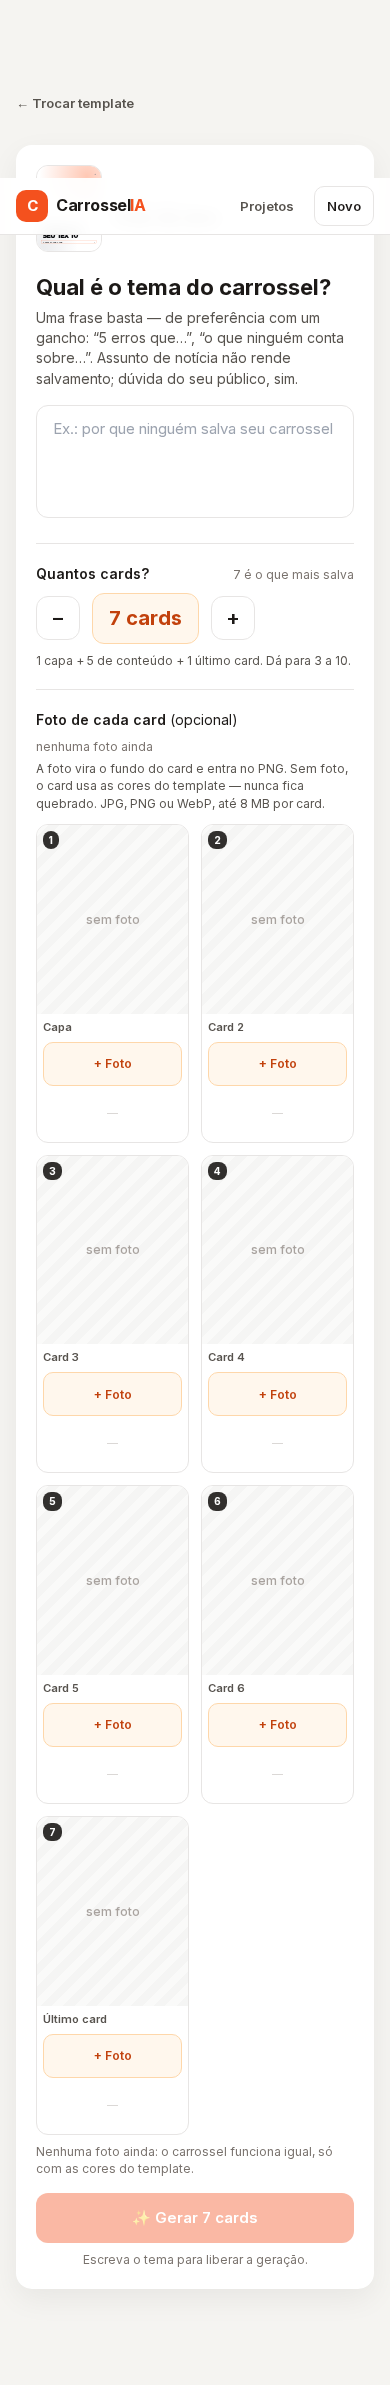 ← Trocar template
C CarrosselIA Projetos Novo
Qual é o tema do carrossel?
Uma frase basta — de preferência com um
gancho: “5 erros que…”, “o que ninguém conta
sobre…”. Assunto de notícia não rende
salvamento; dúvida do seu público, sim.
Ex.: por que ninguém salva seu carrossel
Quantos cards? 7 é o que mais salva
− 7 cards +
1 capa + 5 de conteúdo + 1 último card. Dá para 3 a 10.
Foto de cada card (opcional)
nenhuma foto ainda
A foto vira o fundo do card e entra no PNG. Sem foto,
o card usa as cores do template — nunca fica
quebrado. JPG, PNG ou WebP, até 8 MB por card.
1 2
sem foto sem foto
Capa Card 2
+ Foto + Foto
— —
3 4
sem foto sem foto
Card 3 Card 4
+ Foto + Foto
— —
5 6
sem foto sem foto
Card 5 Card 6
+ Foto + Foto
— —
7
sem foto
Último card
+ Foto
—
Nenhuma foto ainda: o carrossel funciona igual, só
com as cores do template.
✨ Gerar 7 cards
Escreva o tema para liberar a geração.